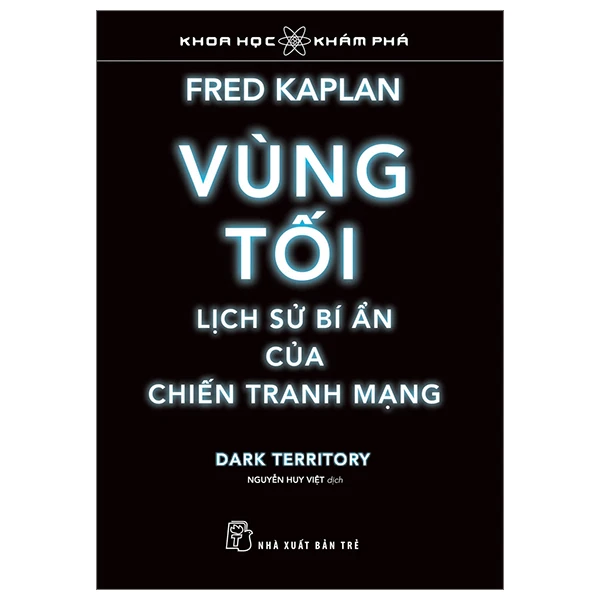 KHOA HỌC KHÁM PHÁ
FRED KAPLAN
VÙNG
TỐI
LỊCH SỬ BÍ ẨN
CỦA
CHIẾN TRANH MẠNG
DARK TERRITORY
NGUYỄN HUY VIỆT dịch
NHÀ XUẤT BẢN TRẺ